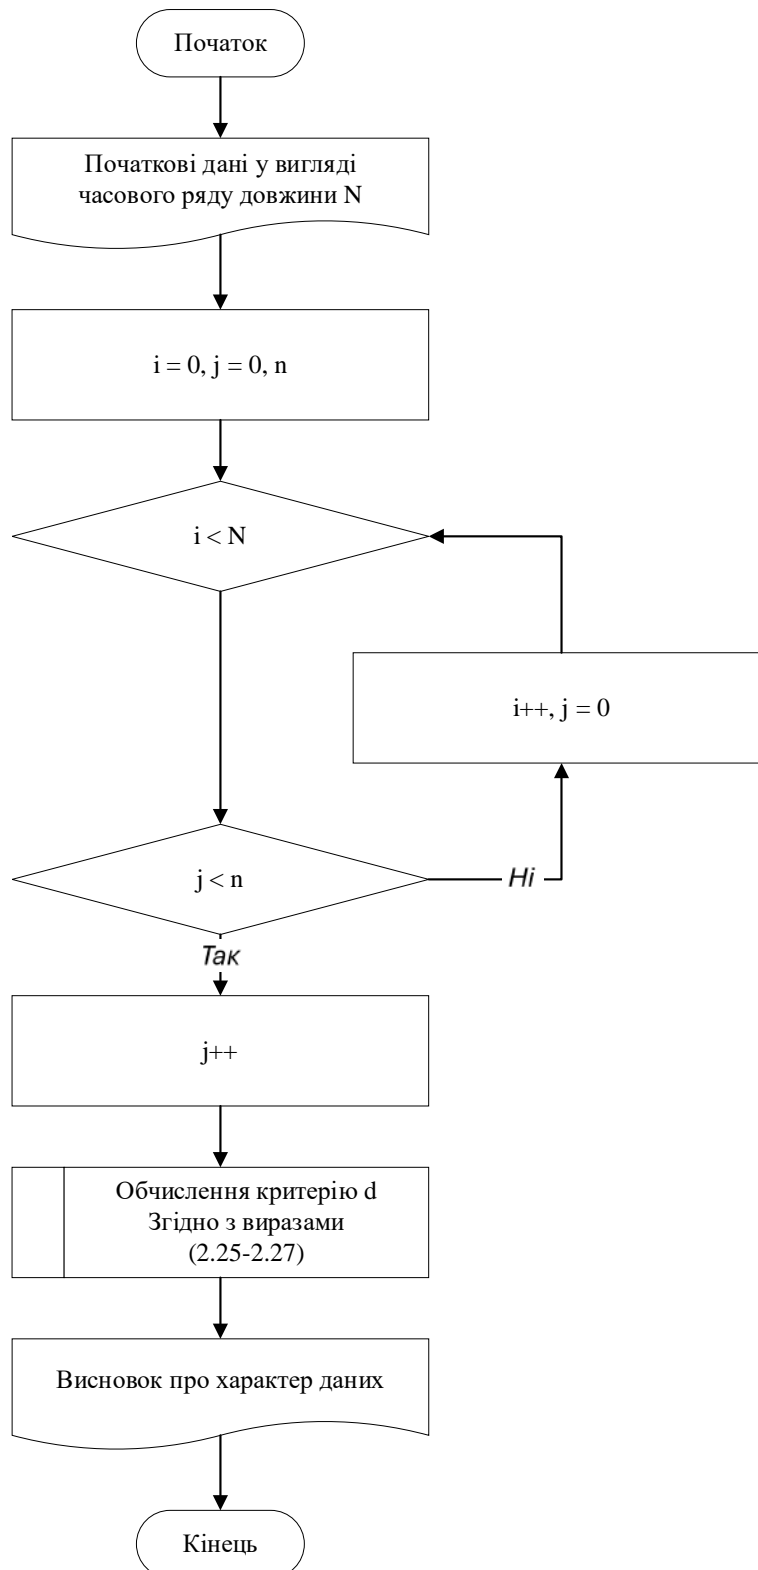 Початок
Початкові дані у вигляді
часового ряду довжини N
i = 0, j = 0, n
i < N
i++, j = 0
j < n
Ні
Так
j++
Обчислення критерію d
Згідно з виразами
(2.25-2.27)
Висновок про характер даних
Кінець